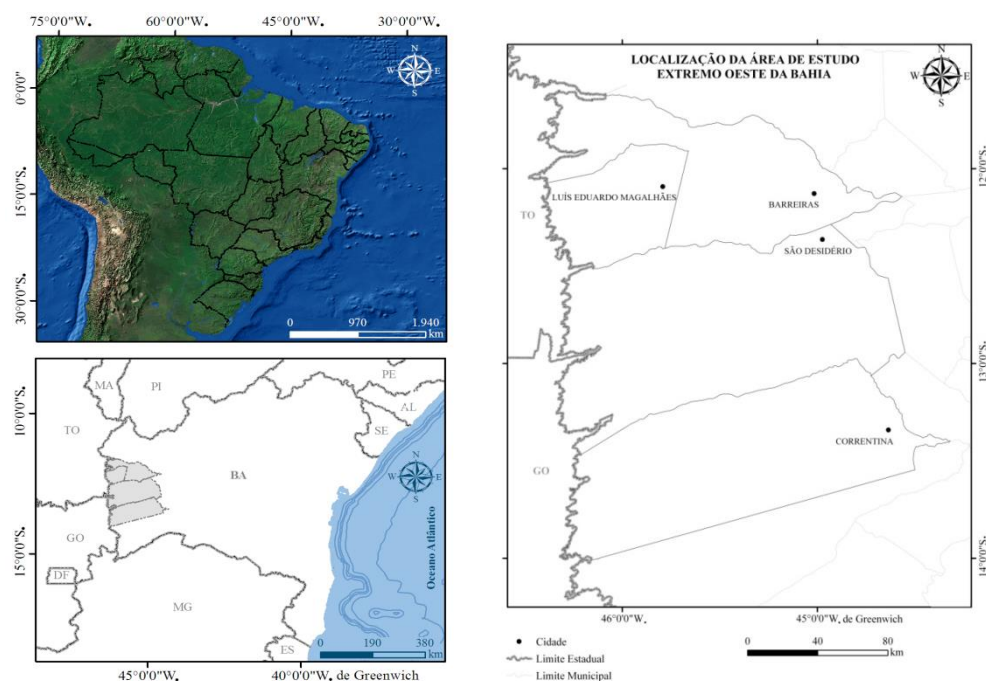 75°0'0"W.
60°0'0"W.
45°0'0"W.
30°0'0"W.
0°0'0"
15°0'0"S.
30°0'0"S.
N
W
E
S
0 970 1.940
km
10°0'0"S.
15°0'0"S.
MA
PI
PE
AL
SE
TO
BA
GO
DF
MG
ES
N
W
E
S
Oceano Atlântico
0 190 380
km
45°0'0"W.
40°0'0"W. de Greenwich
LOCALIZAÇÃO DA ÁREA DE ESTUDO
EXTREMO OESTE DA BAHIA
N
W
E
S
12°0'0"S.
13°0'0"S.
14°0'0"S.
TO
LUÍS EDUARDO MAGALHÃES
BARREIRAS
SÃO DESIDÉRIO
CORRENTINA
GO
46°0'0"W.
45°0'0"W. de Greenwich
Cidade
Limite Estadual
Limite Municipal
0 40 80
km